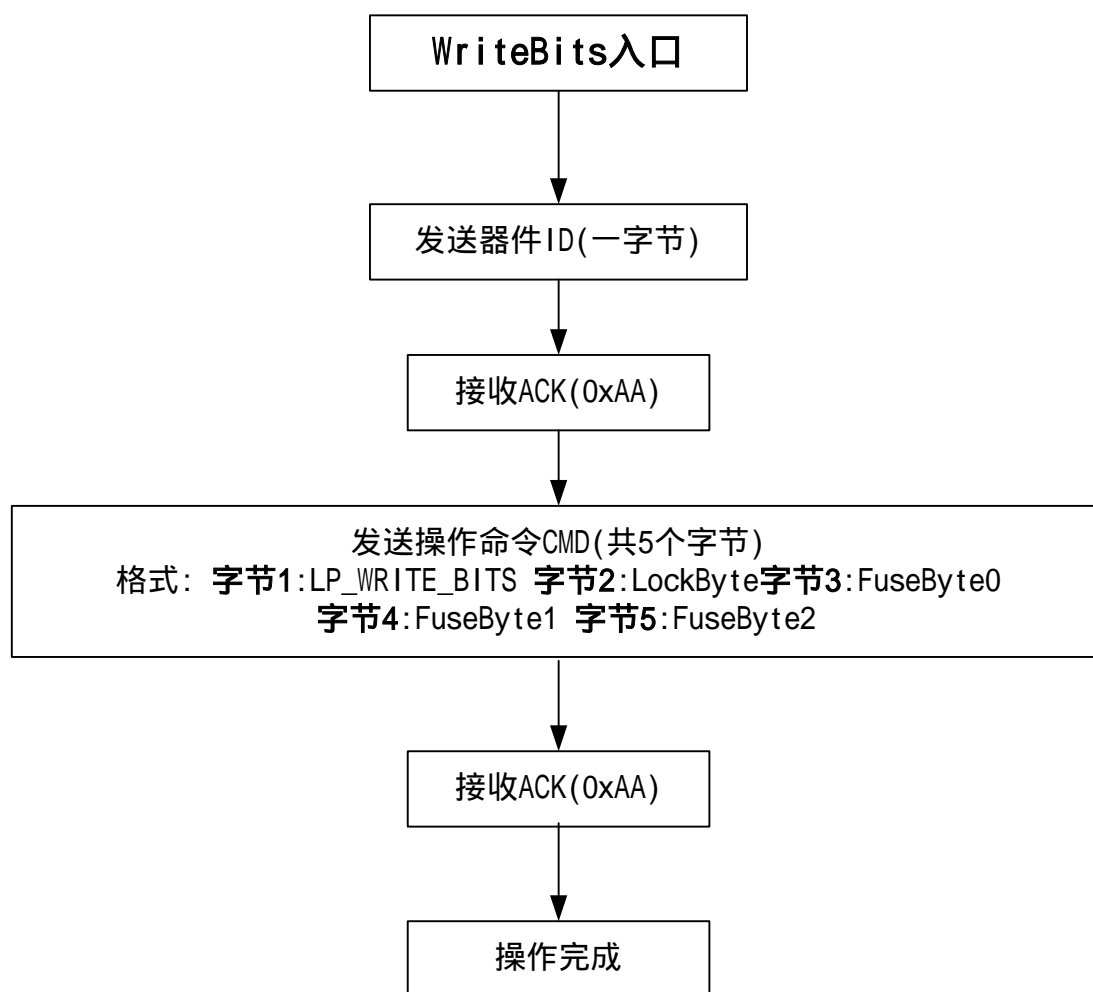 WriteBits入口
发送器件ID(一字节)
接收ACK(0xAA)
发送操作命令CMD(共5个字节)
格式: 字节1:LP_WRITE_BITS 字节2:LockByte字节3:FuseByte0
字节4:FuseByte1 字节5:FuseByte2
接收ACK(0xAA)
操作完成